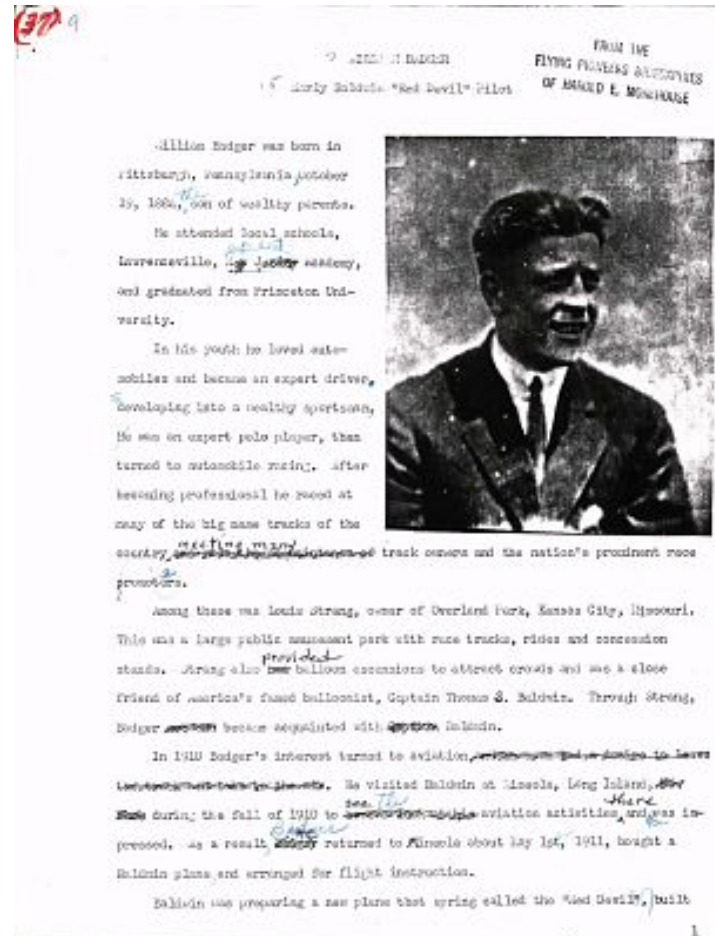 (37) 9
BADGER
Early Baldwin "Red Devil" Pilot
FROM THE
FLYING PIONEERS BIOGRAPHIES
OF HAROLD E. MOREHOUSE
William Badger was born in
Pittsburgh, Pennsylvania, October
19, 1886, the son of wealthy parents.
He attended local schools,
Lawrenceville, academy,
and graduated from Princeton Uni-
versity.
In his youth he loved auto-
mobiles and became an expert driver,
developing into a wealthy sportsman,
He was an expert polo player, then
turned to automobile racing. After
becoming professional he raced at
many of the big name tracks of the
country meeting many track owners and the nation's prominent race
promoters.
Among these was Louis Strang, owner of Overland Park, Kansas City, Missouri.
This was a large public amusement park with race tracks, rides and concession
stands. Strang also provided balloon ascensions to attract crowds and was a close
friend of America's famed balloonist, Captain Thomas S. Baldwin. Through Strang,
Badger became acquainted with Baldwin.
In 1910 Badger's interest turned to aviation
He visited Baldwin at Mineola, Long Island,
during the fall of 1910 to see the aviation activities there and was im-
pressed. As a result Badger returned to Mineola about May 1st, 1911, bought a
Baldwin plane and arranged for flight instruction.
Baldwin was preparing a new plane that spring called the "Red Devil", built
1